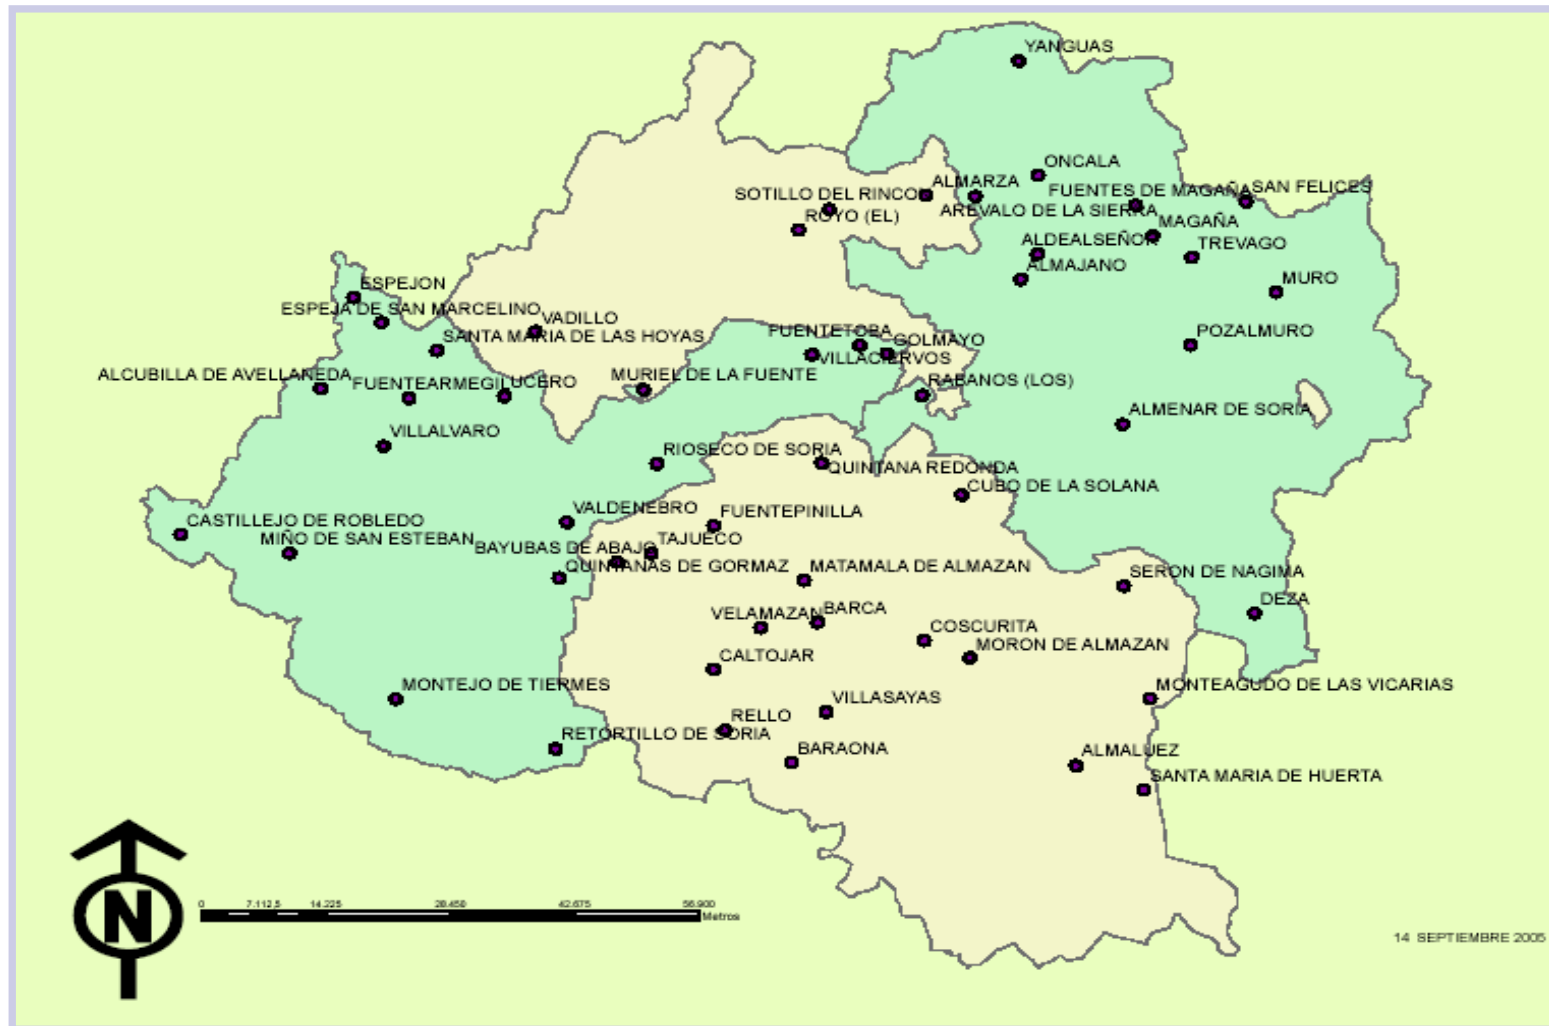 YANGUAS
ONCALA
ALMARZA
FUENTES DE MAGAÑA
SAN FELICES
SOTILLO DEL RINCON
AREVALO DE LA SIERRA
ROYO (EL)
MAGAÑA
ALDEALSEÑOR
TREVAGO
ALMAJANO
MURO
ESPEJON
ESPEJA DE SAN MARCELINO
VADILLO
SANTA MARIA DE LAS HOYAS
FUENTETOBA
GOLMAYO
POZALMURO
VILLACIERVOS
ALCUBILLA DE AVELLANEDA
FUENTEARMEGIL
UCERO
MURIEL DE LA FUENTE
RABANOS (LOS)
ALMENAR DE SORIA
VILLALVARO
RIOSECO DE SORIA
QUINTANA REDONDA
CUBO DE LA SOLANA
VALDENEBRO
FUENTEPINILLA
CASTILLEJO DE ROBLEDO
MIÑO DE SAN ESTEBAN
BAYUBAS DE ABAJO
TAJUECO
QUINTANAS DE GORMAZ
MATAMALA DE ALMAZAN
SERON DE NAGIMA
DEZA
VELAMAZAN
BARCA
COSCURITA
MORON DE ALMAZAN
CALTOJAR
MONTEJO DE TIERMES
MONTEAGUDO DE LAS VICARIAS
VILLASAYAS
RELLO
RETORTILLO DE SORIA
BARAONA
ALMALUEZ
SANTA MARIA DE HUERTA
N
0 7.112,5 14.225 28.450 42.675 56.900
Metros
14 SEPTIEMBRE 2005